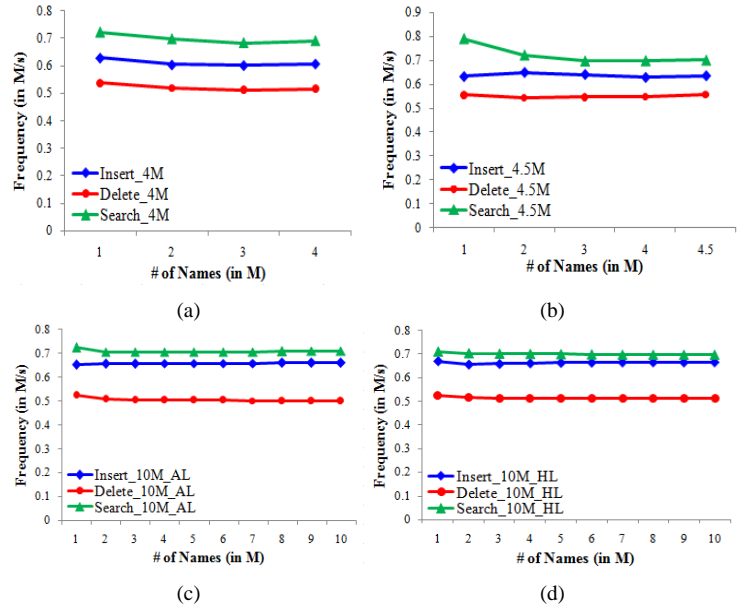 0.8
0.7
0.6
0.5
0.4
0.3
0.2
0.1
0
Frequency (in M/s)
Insert_4M
Delete_4M
Search_4M
1 2 3 4
# of Names (in M)
(a)
0.9
0.8
0.7
0.6
0.5
0.4
0.3
0.2
0.1
0
Frequency (in M/s)
Insert_4.5M
Delete_4.5M
Search_4.5M
1 2 3 4 4.5
# of Names (in M)
(b)
0.8
0.7
0.6
0.5
0.4
0.3
0.2
0.1
0
Frequency (in M/s)
Insert_10M_AL
Delete_10M_AL
Search_10M_AL
1 2 3 4 5 6 7 8 9 10
# of Names (in M)
(c)
0.8
0.7
0.6
0.5
0.4
0.3
0.2
0.1
0
Frequency (in M/s)
Insert_10M_HL
Delete_10M_HL
Search_10M_HL
1 2 3 4 5 6 7 8 9 10
# of Names (in M)
(d)